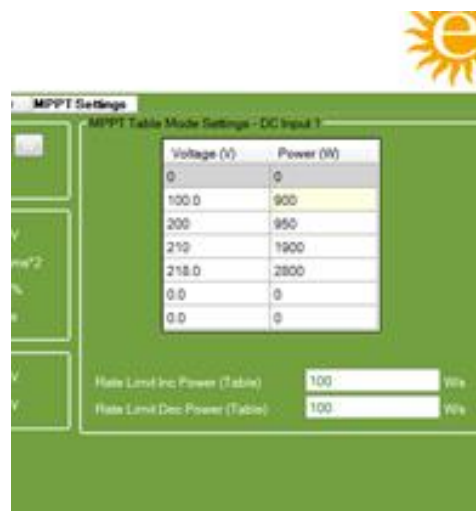 e
MPPT Settings
MPPT Table Mode Settings - DC Input 1
Voltage (V) Power (W)
0 0
100.0 900
200 950
210 1900
218.0 2800
0.0 0
0.0 0
V
%
V
V
Rate Limit Inc Power (Table) 100 W/s
Rate Limit Dec Power (Table) 100 W/s